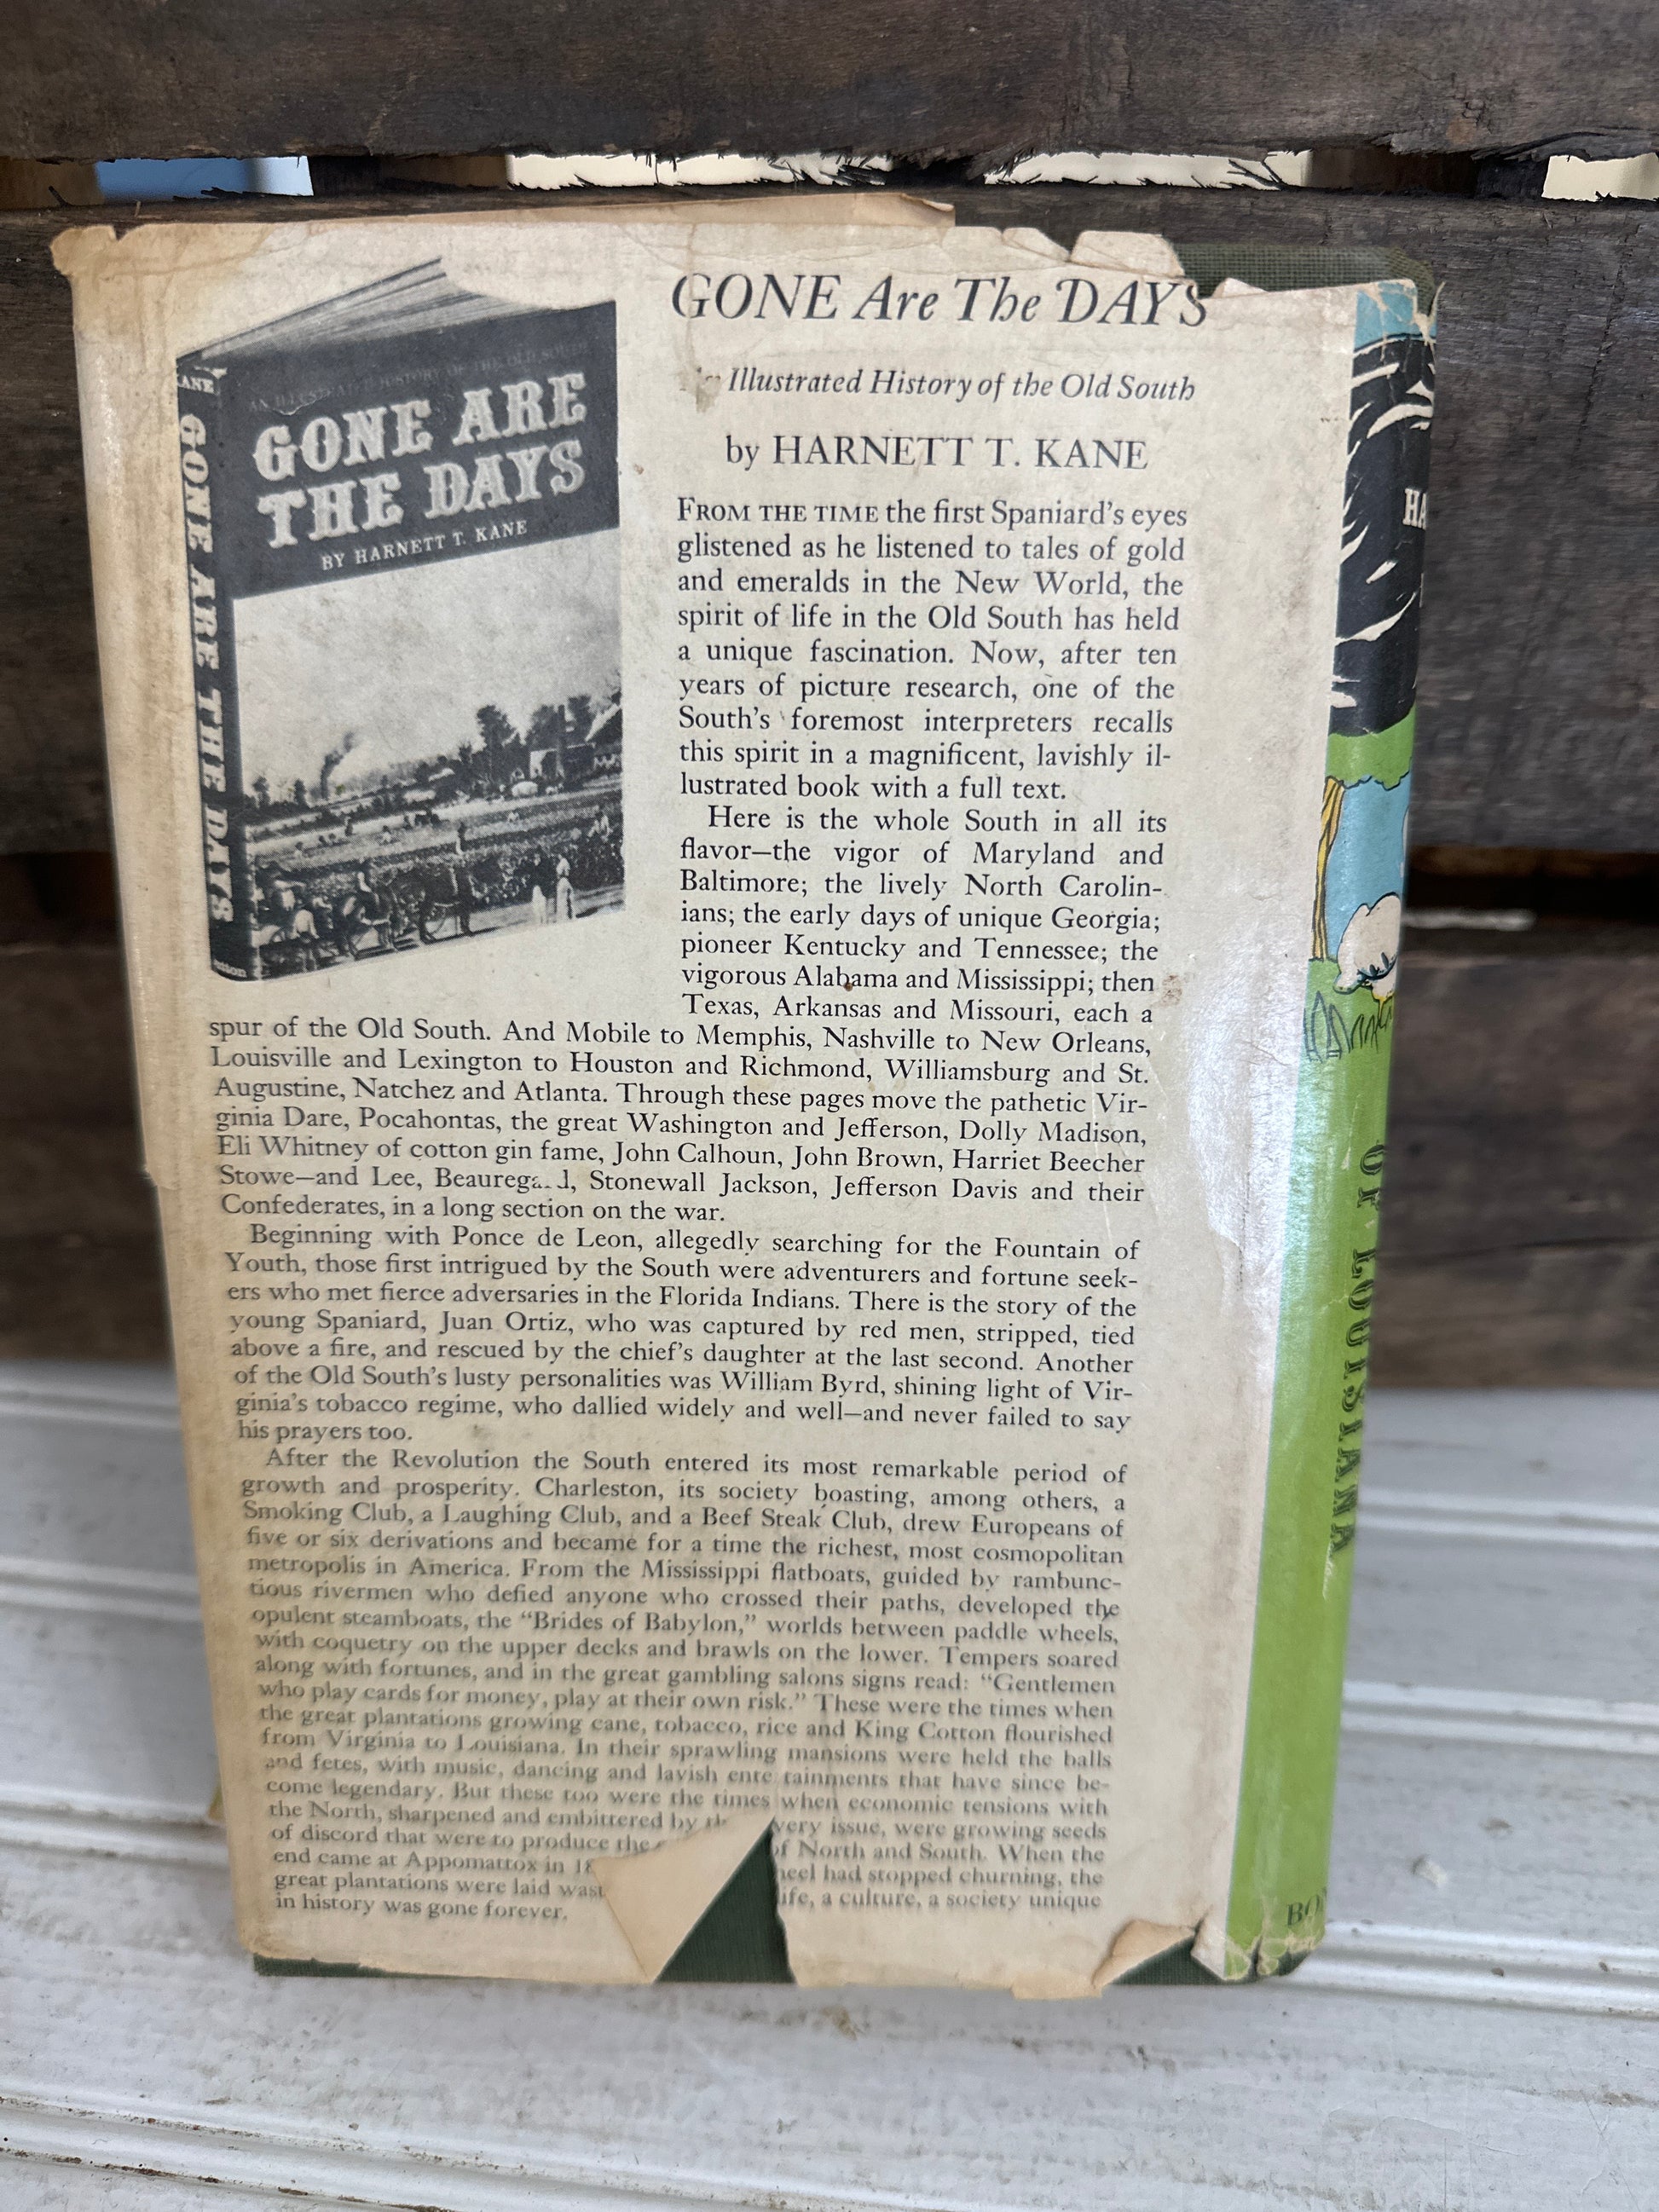 GONE Are The DAYS
Illustrated History of the Old South
by HARNETT T. KANE
KANE
GONE ARE THE DAYS
AN ILLUSTRATED HISTORY OF THE OLD SOUTH
GONE ARE
THE DAYS
BY HARNETT T. KANE
FROM THE TIME the first Spaniard's eyes
glistened as he listened to tales of gold
and emeralds in the New World, the
spirit of life in the Old South has held
a unique fascination. Now, after ten
years of picture research, one of the
South's foremost interpreters recalls
this spirit in a magnificent, lavishly il-
lustrated book with a full text.
Here is the whole South in all its
flavor—the vigor of Maryland and
Baltimore; the lively North Carolin-
ians; the early days of unique Georgia;
pioneer Kentucky and Tennessee; the
vigorous Alabama and Mississippi; then
Texas, Arkansas and Missouri, each a
spur of the Old South. And Mobile to Memphis, Nashville to New Orleans,
Louisville and Lexington to Houston and Richmond, Williamsburg and St.
Augustine, Natchez and Atlanta. Through these pages move the pathetic Vir-
ginia Dare, Pocahontas, the great Washington and Jefferson, Dolly Madison,
Eli Whitney of cotton gin fame, John Calhoun, John Brown, Harriet Beecher
Stowe—and Lee, Beauregard, Stonewall Jackson, Jefferson Davis and their
Confederates, in a long section on the war.
Beginning with Ponce de Leon, allegedly searching for the Fountain of
Youth, those first intrigued by the South were adventurers and fortune seek-
ers who met fierce adversaries in the Florida Indians. There is the story of the
young Spaniard, Juan Ortiz, who was captured by red men, stripped, tied
above a fire, and rescued by the chief's daughter at the last second. Another
of the Old South's lusty personalities was William Byrd, shining light of Vir-
ginia's tobacco regime, who dallied widely and well—and never failed to say
his prayers too.
After the Revolution the South entered its most remarkable period of
growth and prosperity. Charleston, its society boasting, among others, a
Smoking Club, a Laughing Club, and a Beef Steak Club, drew Europeans of
five or six derivations and became for a time the richest, most cosmopolitan
metropolis in America. From the Mississippi flatboats, guided by rambunc-
tious rivermen who defied anyone who crossed their paths, developed the
opulent steamboats, the "Brides of Babylon," worlds between paddle wheels,
with coquetry on the upper decks and brawls on the lower. Tempers soared
along with fortunes, and in the great gambling salons signs read: "Gentlemen
who play cards for money, play at their own risk." These were the times when
the great plantations growing cane, tobacco, rice and King Cotton flourished
from Virginia to Louisiana. In their sprawling mansions were held the balls
and fetes, with music, dancing and lavish entertainments that have since be-
come legendary. But these too were the times when economic tensions with
the North, sharpened and embittered by very issue, were growing seeds
of discord that were to produce the of North and South. When the
end came at Appomattox in 18 heel had stopped churning, the
great plantations were laid wast ife, a culture, a society unique
in history was gone forever.
HA
OF LOUISIANA
BO